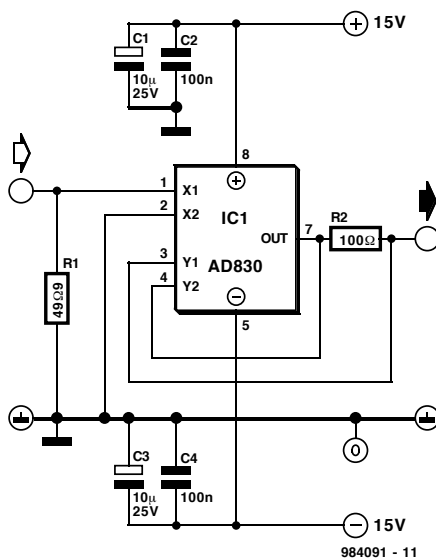 15V
C1
C2
10µ
25V
100n
8
1
X1
2
X2
IC1
7
R2
OUT
100Ω
R1
3
Y1
AD830
4
Y2
49Ω9
5
0
C3
C4
10µ
25V
100n
15V
984091 - 11